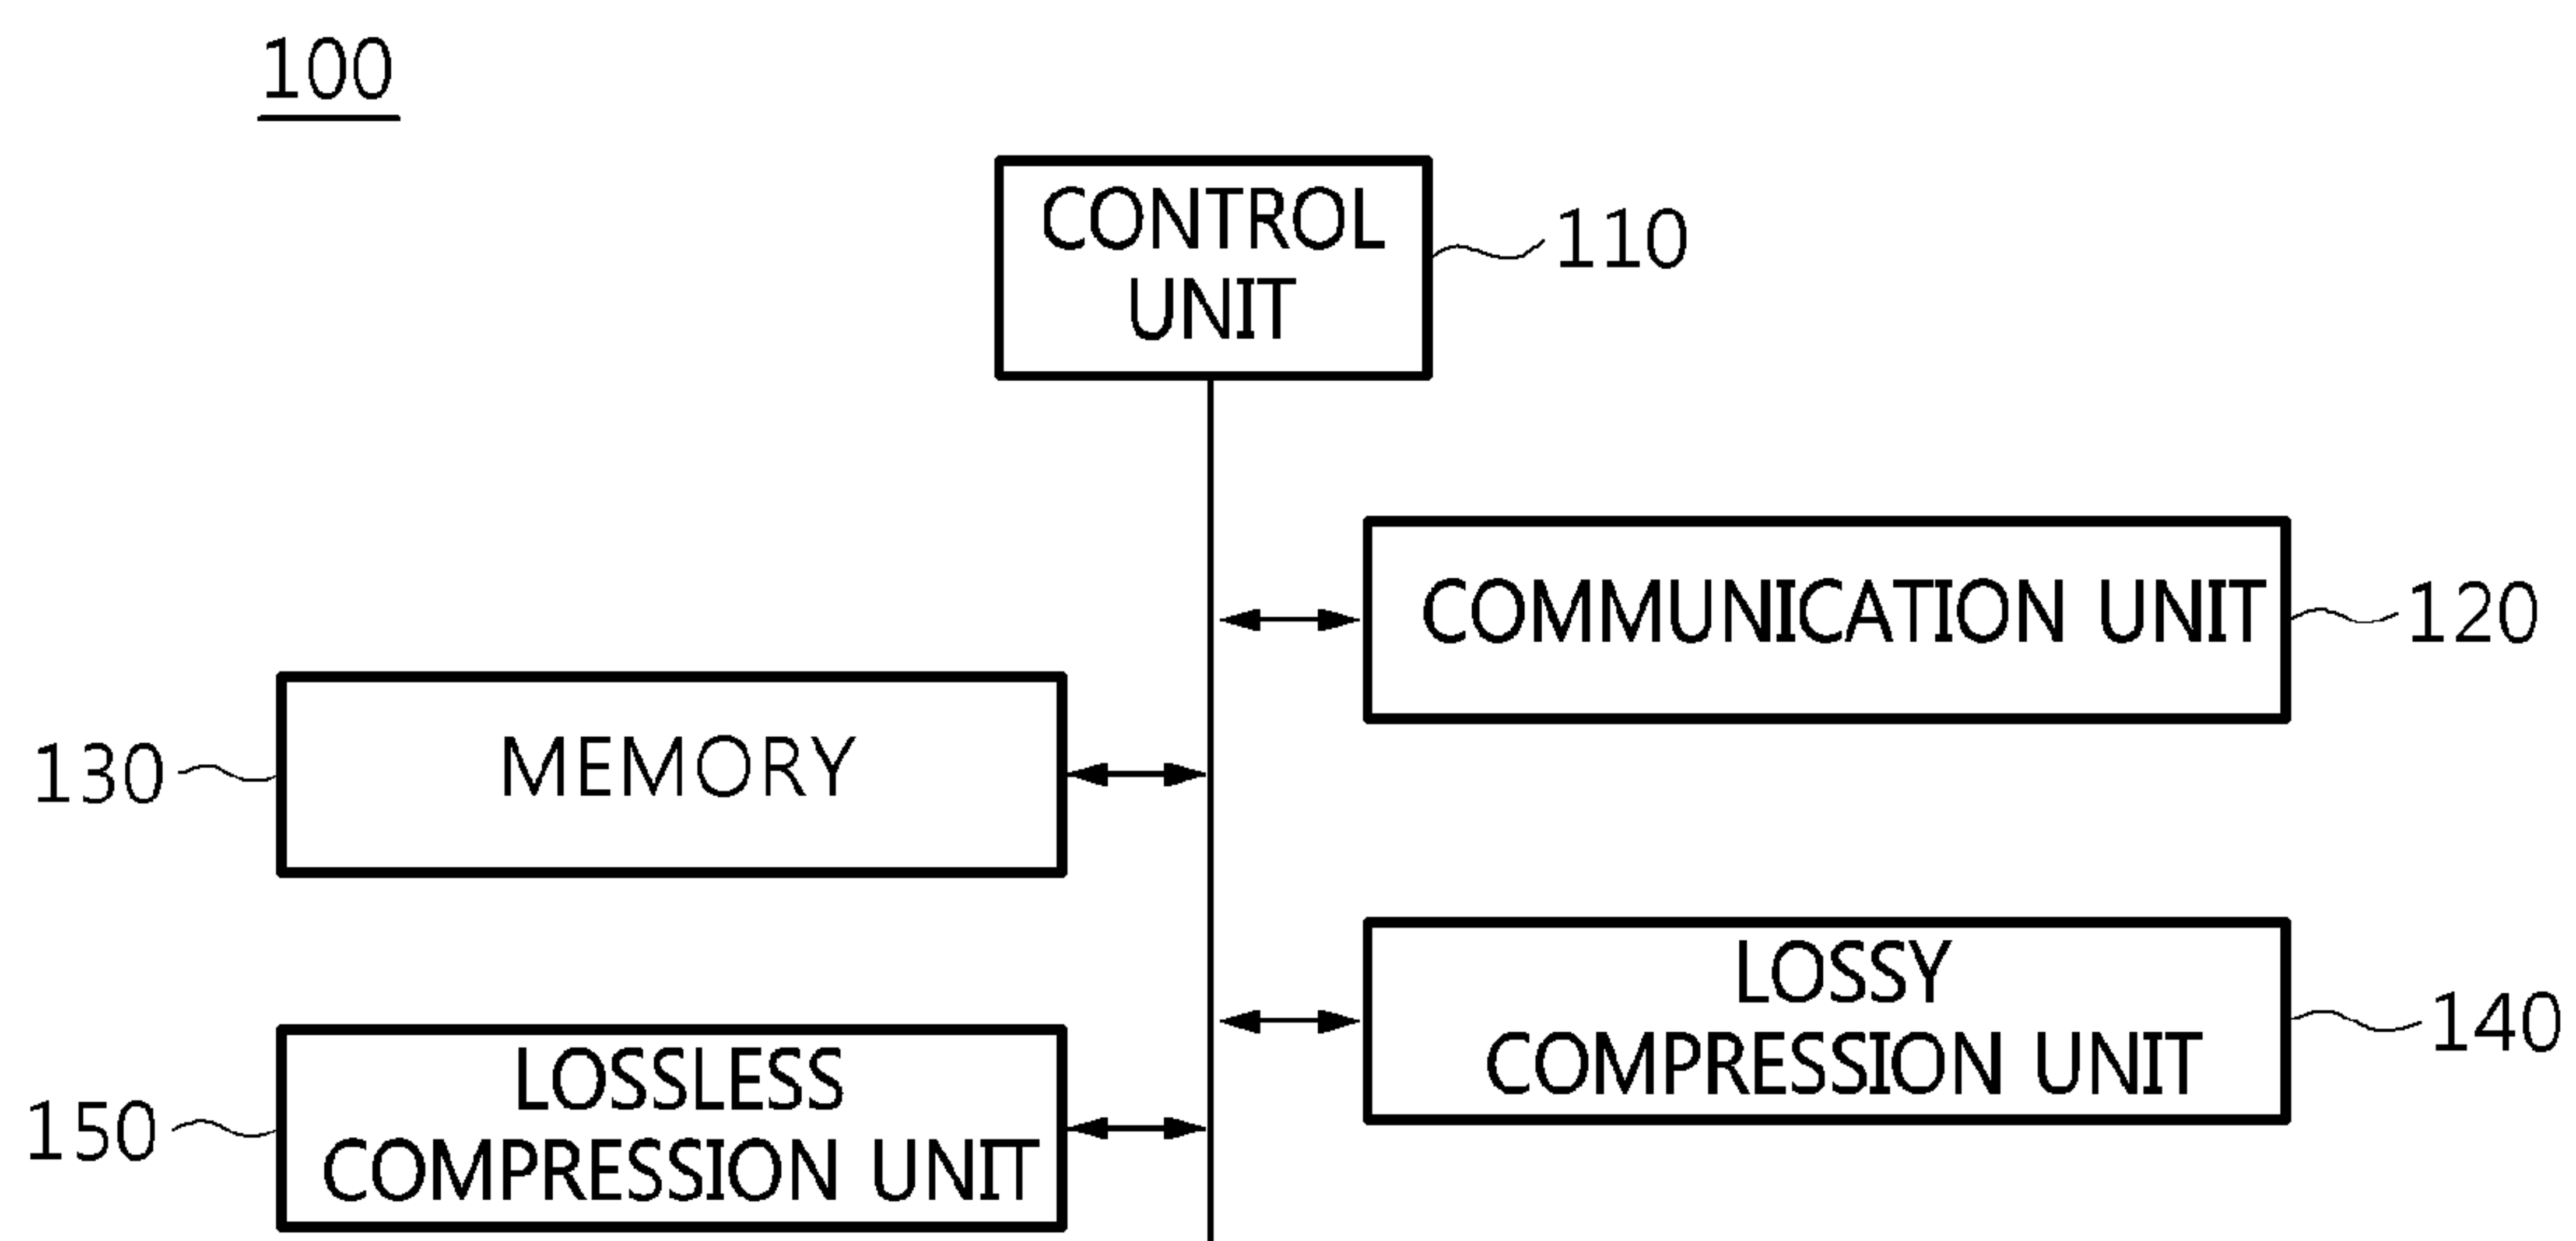 100
CONTROL
UNIT
110
COMMUNICATION UNIT
120
130
MEMORY
LOSSY
COMPRESSION UNIT
140
150
LOSSLESS
COMPRESSION UNIT